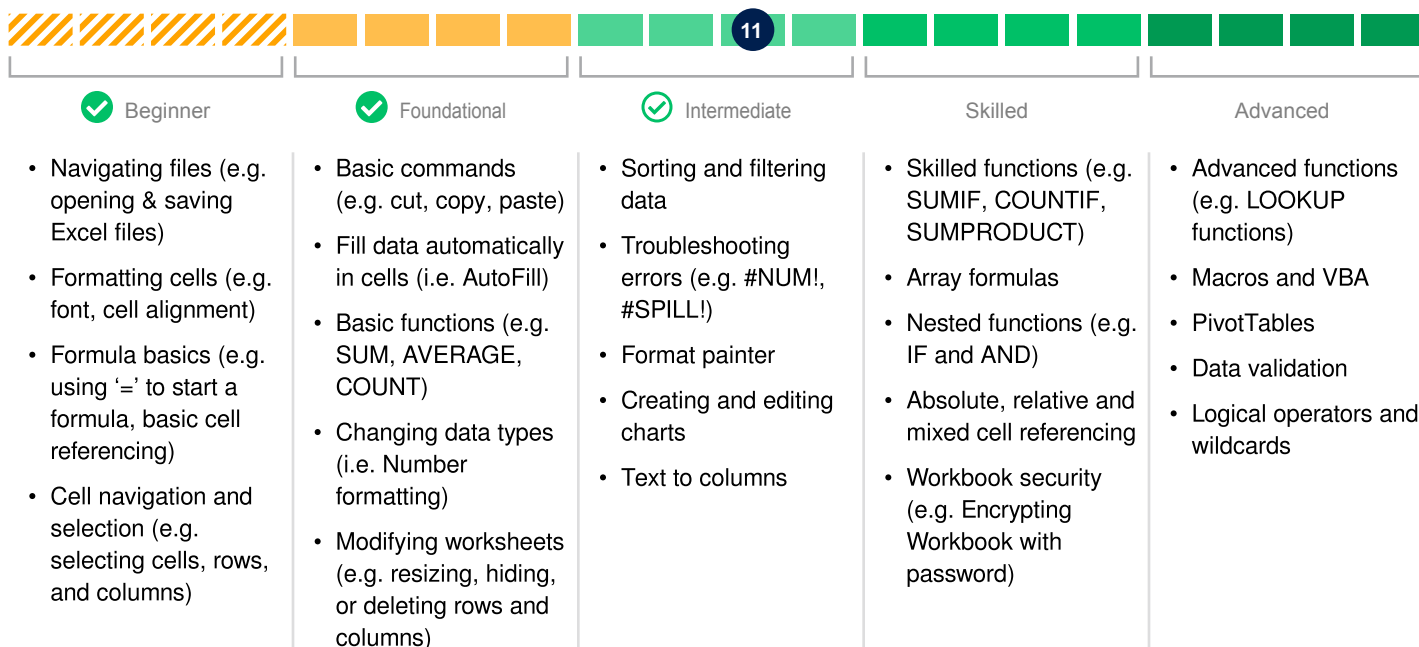 11
Beginner
Foundational
Intermediate
Skilled
Advanced
• Navigating files (e.g.
opening & saving
Excel files)
• Formatting cells (e.g.
font, cell alignment)
• Formula basics (e.g.
using ‘=’ to start a
formula, basic cell
referencing)
• Cell navigation and
selection (e.g.
selecting cells, rows,
and columns)
• Basic commands
(e.g. cut, copy, paste)
• Fill data automatically
in cells (i.e. AutoFill)
• Basic functions (e.g.
SUM, AVERAGE,
COUNT)
• Changing data types
(i.e. Number
formatting)
• Modifying worksheets
(e.g. resizing, hiding,
or deleting rows and
columns)
• Sorting and filtering
data
• Troubleshooting
errors (e.g. #NUM!,
#SPILL!)
• Format painter
• Creating and editing
charts
• Text to columns
• Skilled functions (e.g.
SUMIF, COUNTIF,
SUMPRODUCT)
• Array formulas
• Nested functions (e.g.
IF and AND)
• Absolute, relative and
mixed cell referencing
• Workbook security
(e.g. Encrypting
Workbook with
password)
• Advanced functions
(e.g. LOOKUP
functions)
• Macros and VBA
• PivotTables
• Data validation
• Logical operators and
wildcards